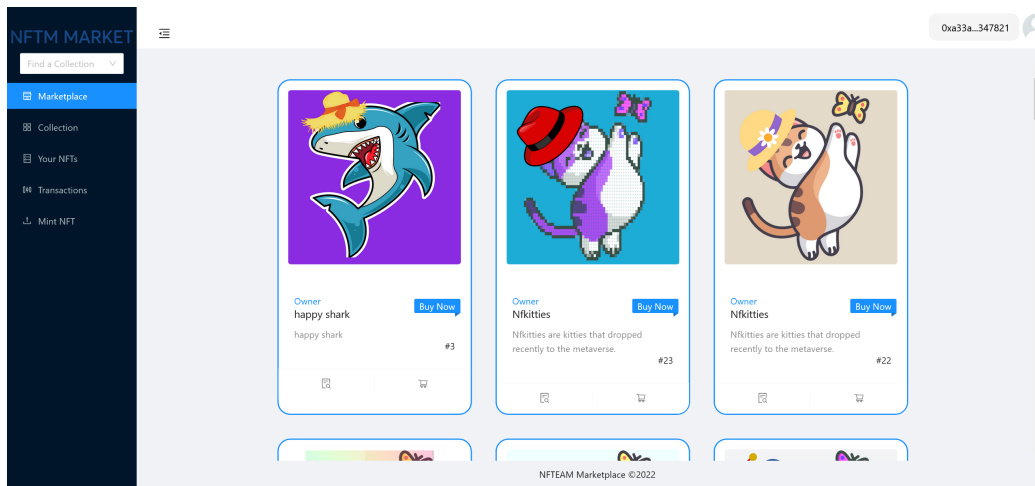 NFTM MARKET
0xa33a...347821
Find a Collection
Marketplace
Collection
Your NFTs
Transactions
Mint NFT
Owner
happy shark
Buy Now
happy shark
#3
Owner
Nfkitties
Buy Now
Nfkitties are kitties that dropped
recently to the metaverse.
#23
Owner
Nfkitties
Buy Now
Nfkitties are kitties that dropped
recently to the metaverse.
#22
NFTEAM Marketplace ©2022